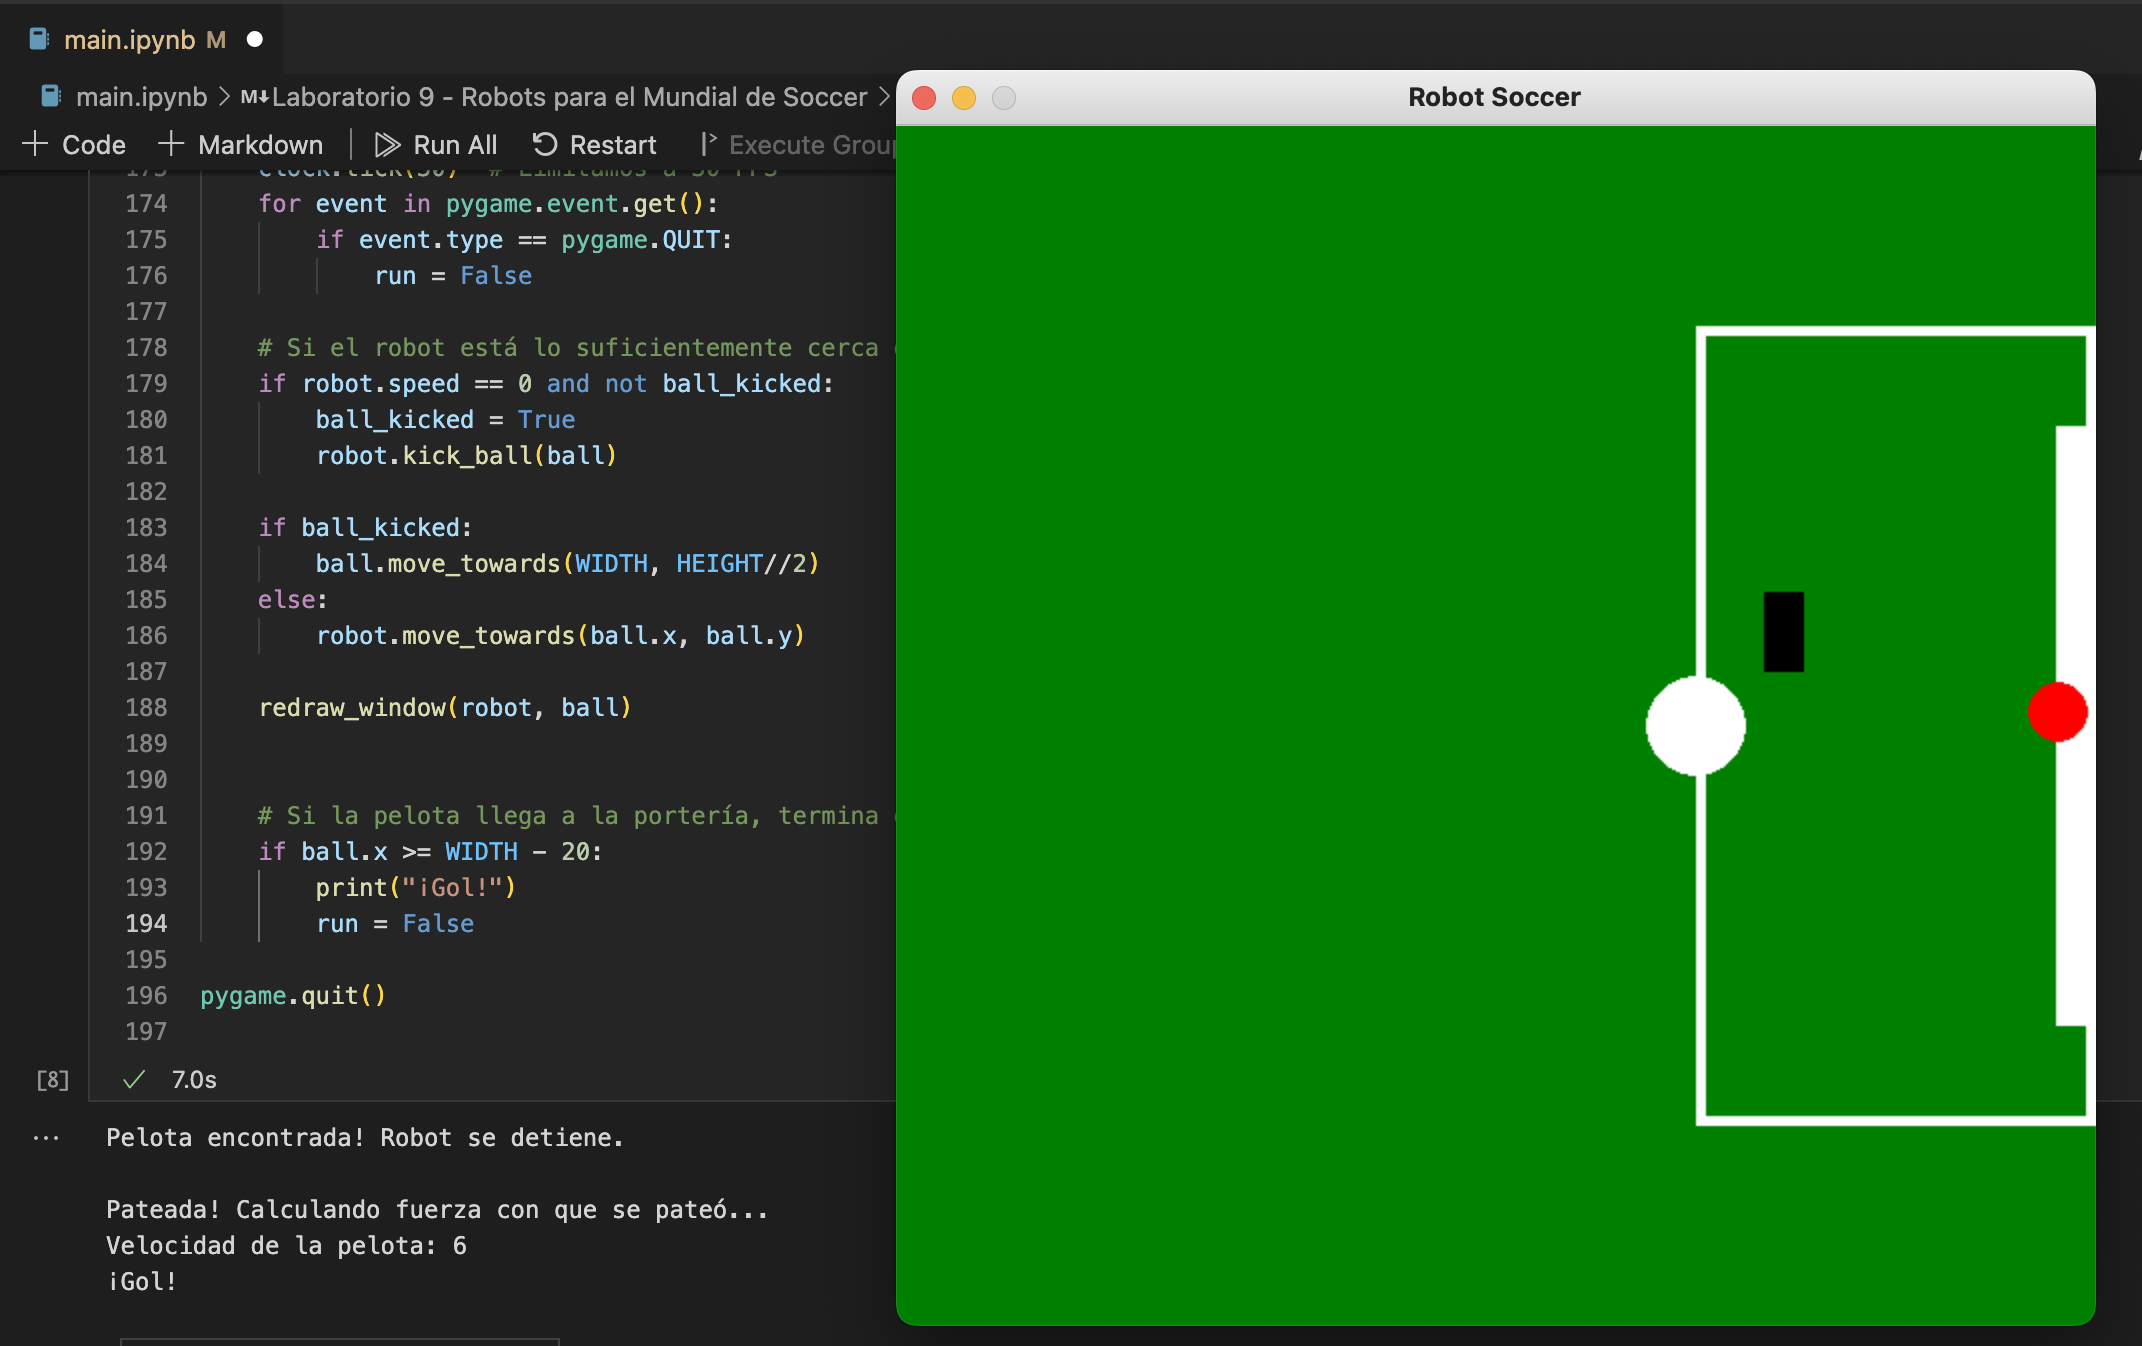 main.ipynb M
main.ipynb > M↓Laboratorio 9 - Robots para el Mundial de Soccer >
+ Code + Markdown | Run All Restart Execute Grou
173 clock.tick(30) # Limitamos a 30 FPS
174 for event in pygame.event.get():
175 if event.type == pygame.QUIT:
176 run = False
177
178 # Si el robot está lo suficientemente cerca
179 if robot.speed == 0 and not ball_kicked:
180 ball_kicked = True
181 robot.kick_ball(ball)
182
183 if ball_kicked:
184 ball.move_towards(WIDTH, HEIGHT//2)
185 else:
186 robot.move_towards(ball.x, ball.y)
187
188 redraw_window(robot, ball)
189
190
191 # Si la pelota llega a la portería, termina
192 if ball.x >= WIDTH - 20:
193 print("¡Gol!")
194 run = False
195
196 pygame.quit()
197
[8] ✓ 7.0s
... Pelota encontrada! Robot se detiene.
Pateada! Calculando fuerza con que se pateó...
Velocidad de la pelota: 6
¡Gol!
Robot Soccer